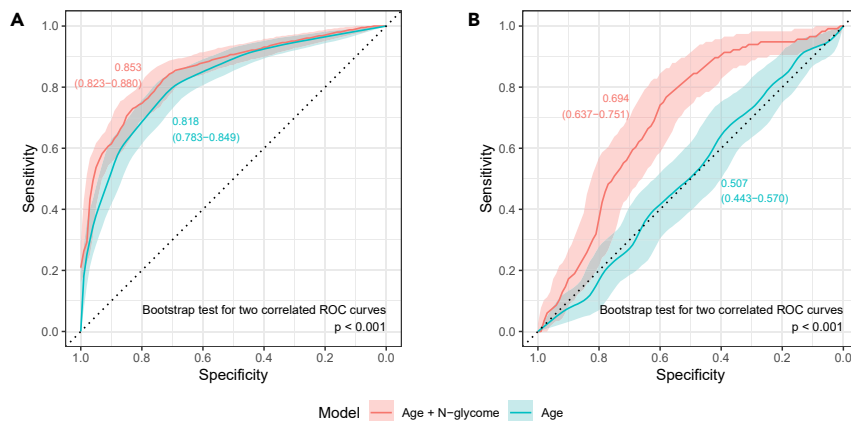 A
1.0
0.8
0.6
0.4
0.2
0.0
Sensitivity
0.853
(0.823−0.880)
0.818
(0.783−0.849)
Bootstrap test for two correlated ROC curves
p < 0.001
1.0 0.8 0.6 0.4 0.2 0.0
Specificity
B
1.0
0.8
0.6
0.4
0.2
0.0
Sensitivity
0.694
(0.637−0.751)
0.507
(0.443−0.570)
Bootstrap test for two correlated ROC curves
p < 0.001
1.0 0.8 0.6 0.4 0.2 0.0
Specificity
Model Age + N−glycome Age